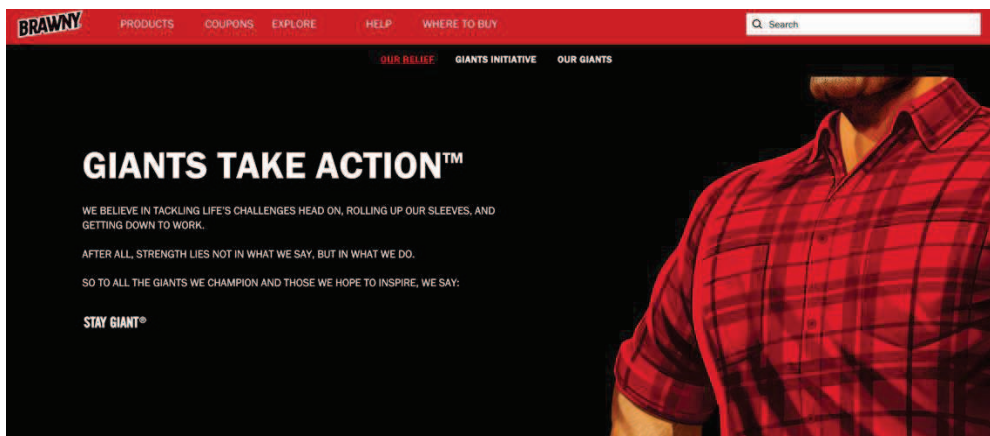 BRAWNY
PRODUCTS COUPONS EXPLORE HELP WHERE TO BUY
Search
OUR BELIEF GIANTS INITIATIVE OUR GIANTS
GIANTS TAKE ACTION™
WE BELIEVE IN TACKLING LIFE'S CHALLENGES HEAD ON, ROLLING UP OUR SLEEVES, AND
GETTING DOWN TO WORK.
AFTER ALL, STRENGTH LIES NOT IN WHAT WE SAY, BUT IN WHAT WE DO.
SO TO ALL THE GIANTS WE CHAMPION AND THOSE WE HOPE TO INSPIRE, WE SAY:
STAY GIANT®